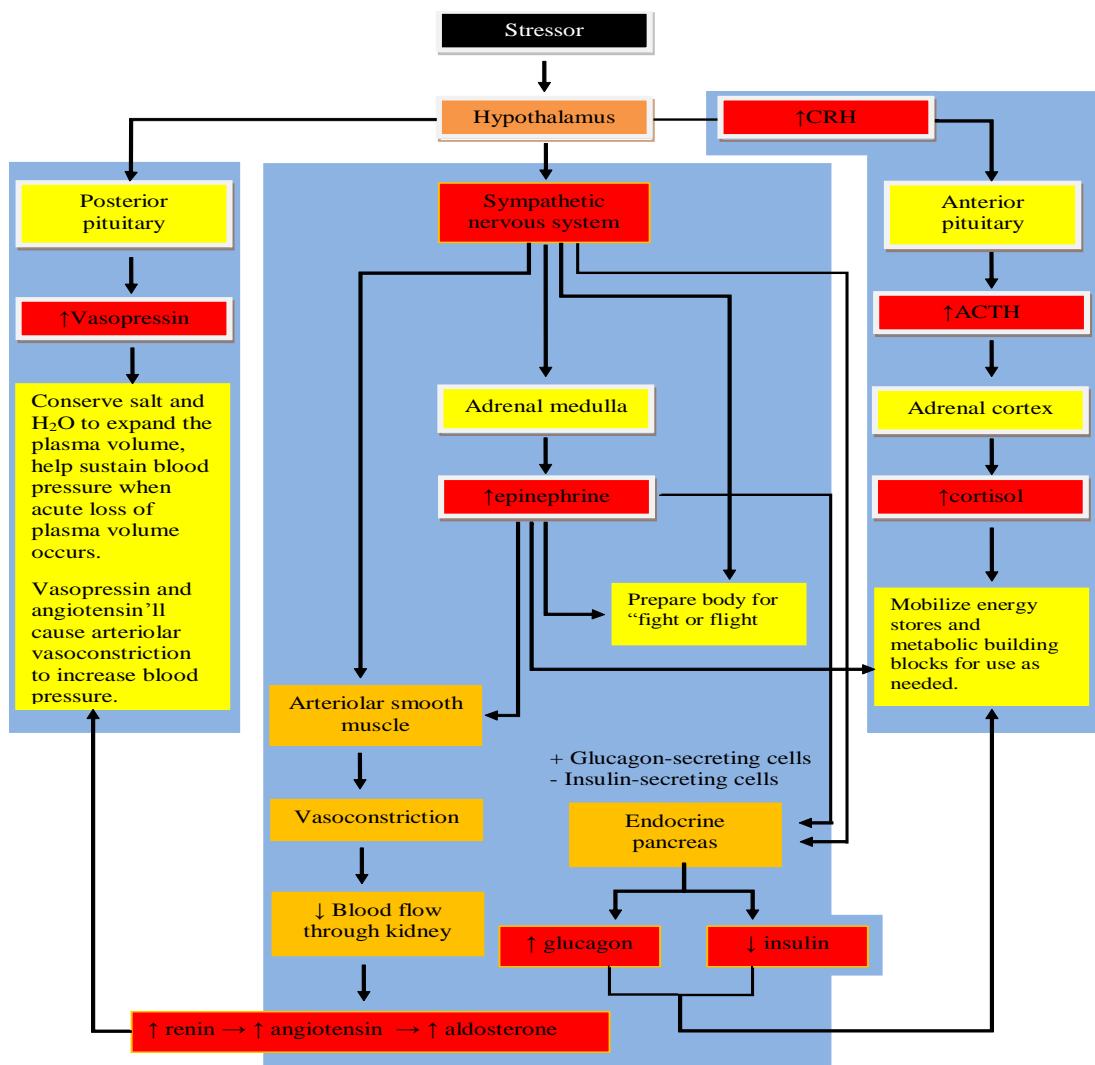 Stressor
Hypothalamus
↑CRH
Posterior
pituitary
Sympathetic
nervous system
Anterior
pituitary
↑Vasopressin
↑ACTH
Conserve salt and
H₂O to expand the
plasma volume,
help sustain blood
pressure when
acute loss of
plasma volume
occurs.
Vasopressin and
angiotensin’ll
cause arteriolar
vasoconstriction
to increase blood
pressure.
Adrenal medulla
Adrenal cortex
↑epinephrine
↑cortisol
Prepare body for
“fight or flight
Mobilize energy
stores and
metabolic building
blocks for use as
needed.
Arteriolar smooth
muscle
+ Glucagon-secreting cells
- Insulin-secreting cells
Vasoconstriction
Endocrine
pancreas
↓ Blood flow
through kidney
↑ glucagon
↓ insulin
↑ renin → ↑ angiotensin → ↑ aldosterone